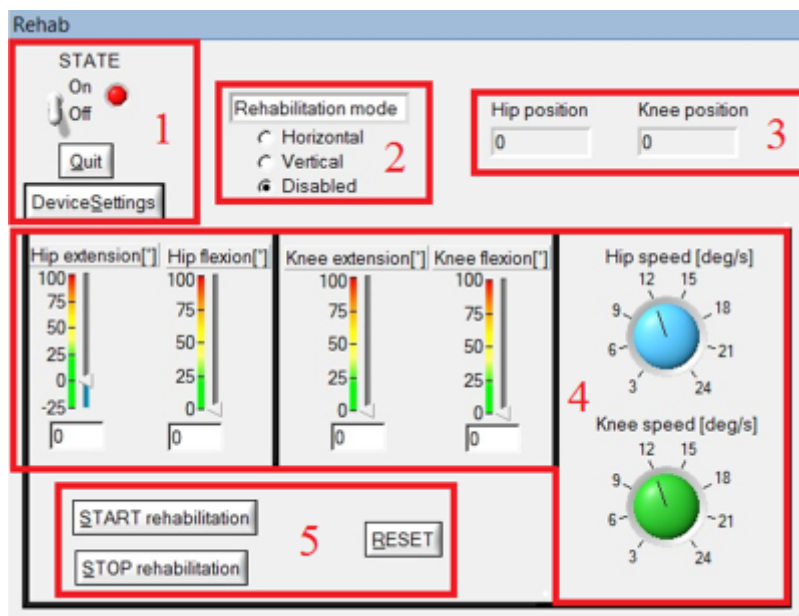 Rehab
STATE
On
Off
1
Quit
DeviceSettings
Rehabilitation mode
Horizontal
Vertical
Disabled
2
Hip position
Knee position
0
0
3
Hip extension[°]
Hip flexion[°]
Knee extension[°]
Knee flexion[°]
100
75
50
25
0
-25
0
100
75
50
25
0
0
100
75
50
25
0
0
100
75
50
25
0
0
Hip speed [deg/s]
12
15
9
18
6
21
3
24
4
Knee speed [deg/s]
12
15
9
18
6
21
3
24
START rehabilitation
STOP rehabilitation
5
RESET